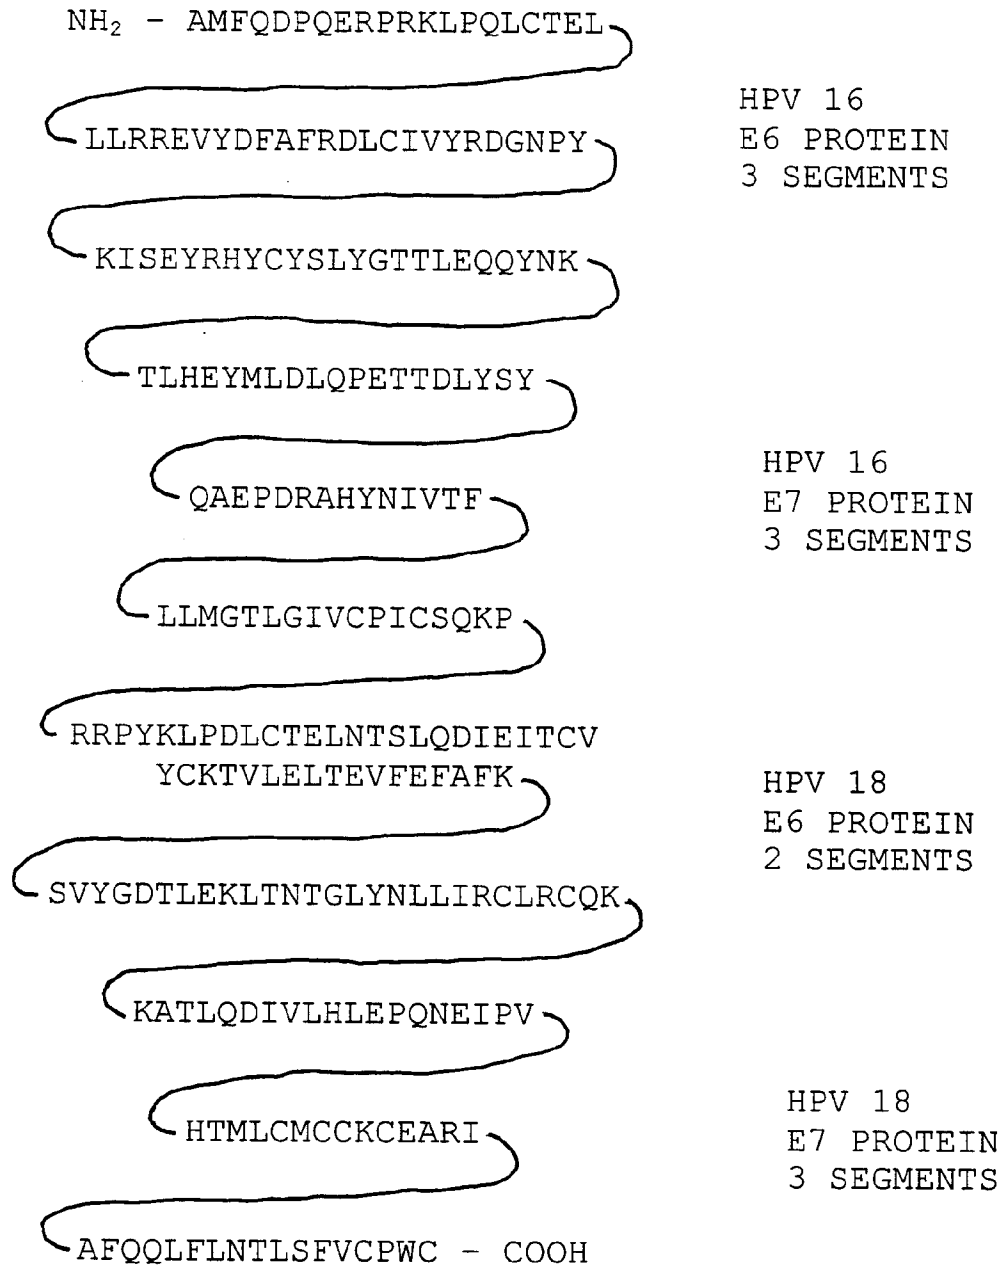 NH₂ - AMFQDPQERPRKLPQLCTEL
HPV 16
LLRREVYDFAFRDLCIVYRDGNPY
E6 PROTEIN
3 SEGMENTS
KISEYRHYCYSLYGTTLEQQYNK
TLHEYMLDLQPETTDLYSY
HPV 16
QAEPDRAHYNIVTF
E7 PROTEIN
3 SEGMENTS
LLMGTLGIVCPICSQKP
RRPYKLPDLCTELNTSLQDIEITCV
YCKTVLELTEVFEFAFK
HPV 18
E6 PROTEIN
2 SEGMENTS
SVYGDTLEKLTNTGLYNLLIRCLRCQK
KATLQDIVLHLEPQNEIPV
HPV 18
HTMLCMCCKCEARI
E7 PROTEIN
3 SEGMENTS
AFQQLFLNTLSFVCPWC - COOH